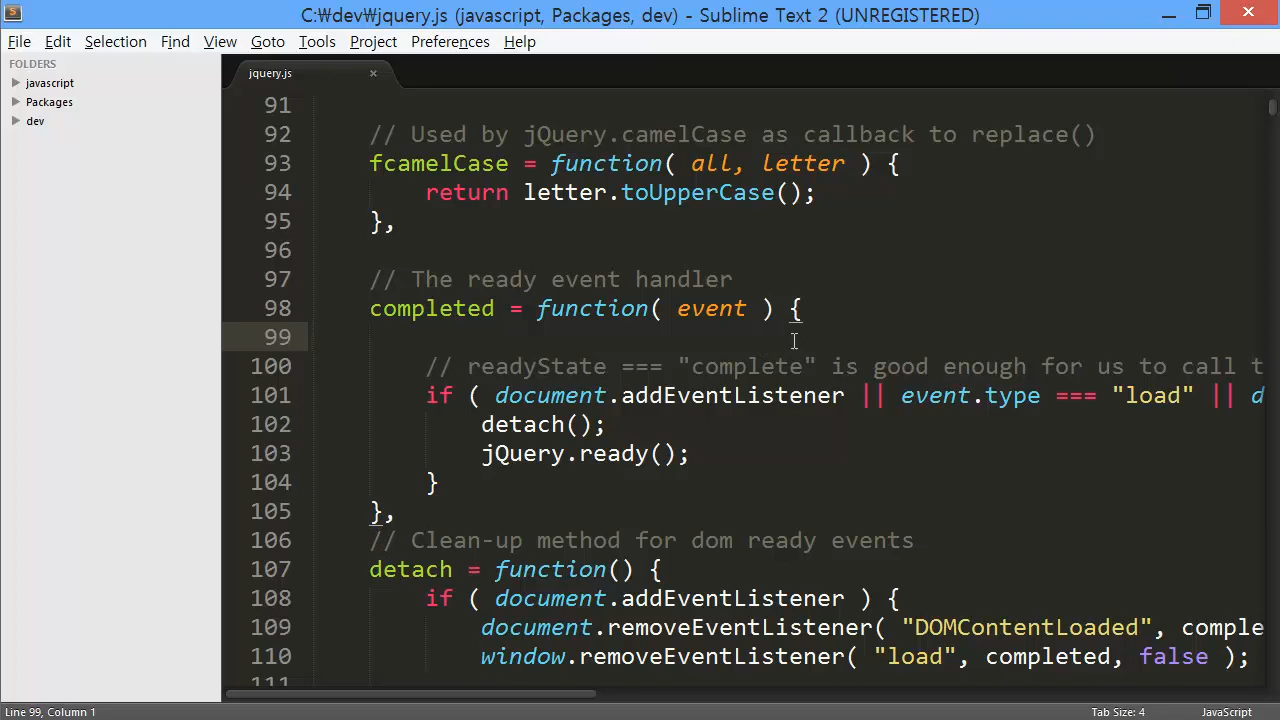 C:₩dev₩jquery.js (javascript, Packages, dev) - Sublime Text 2 (UNREGISTERED)
File Edit Selection Find View Goto Tools Project Preferences Help
FOLDERS
javascript
Packages
dev
jquery.js
91
92 // Used by jQuery.camelCase as callback to replace()
93 fcamelCase = function( all, letter ) {
94 return letter.toUpperCase();
95 },
96
97 // The ready event handler
98 completed = function( event ) {
99
100 // readyState === "complete" is good enough for us to call t
101 if ( document.addEventListener || event.type === "load" || d
102 detach();
103 jQuery.ready();
104 }
105 },
106 // Clean-up method for dom ready events
107 detach = function() {
108 if ( document.addEventListener ) {
109 document.removeEventListener( "DOMContentLoaded", comple
110 window.removeEventListener( "load", completed, false );
111
Line 99, Column 1
Tab Size: 4
JavaScript